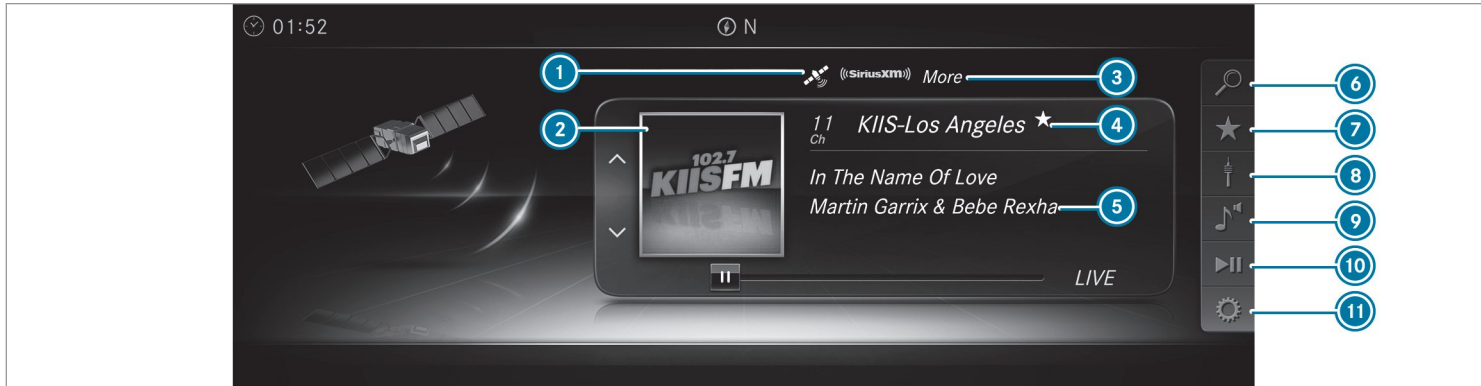 01:52
N
1
((SiriusXM))
More
3
6
2
11
Ch
KIIS-Los Angeles
4
7
102.7
KIISFM
In The Name Of Love
8
Martin Garrix & Bebe Rexha
5
9
LIVE
10
11